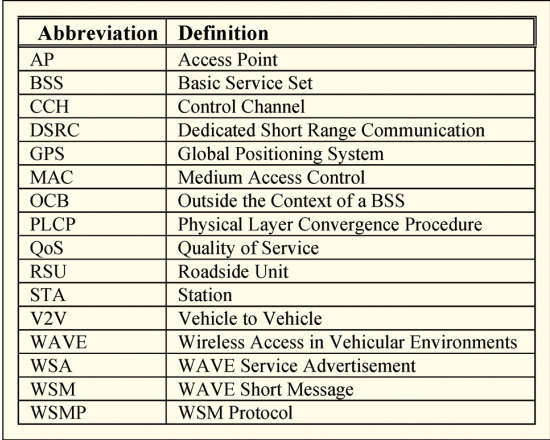 Abbreviation Definition
AP Access Point
BSS Basic Service Set
CCH Control Channel
DSRC Dedicated Short Range Communication
GPS Global Positioning System
MAC Medium Access Control
OCB Outside the Context of a BSS
PLCP Physical Layer Convergence Procedure
QoS Quality of Service
RSU Roadside Unit
STA Station
V2V Vehicle to Vehicle
WAVE Wireless Access in Vehicular Environments
WSA WAVE Service Advertisement
WSM WAVE Short Message
WSMP WSM Protocol